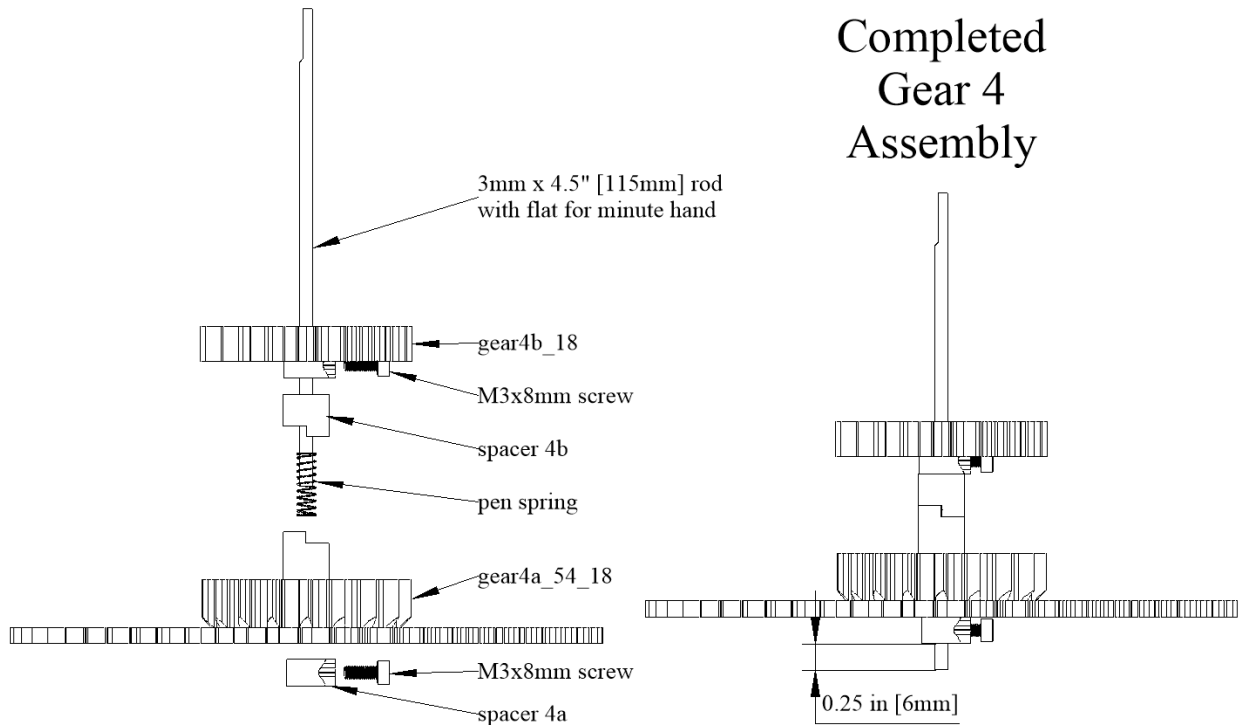 Completed
Gear 4
Assembly
3mm x 4.5" [115mm] rod
with flat for minute hand
gear4b_18
M3x8mm screw
spacer 4b
pen spring
gear4a_54_18
M3x8mm screw
spacer 4a
0.25 in [6mm]